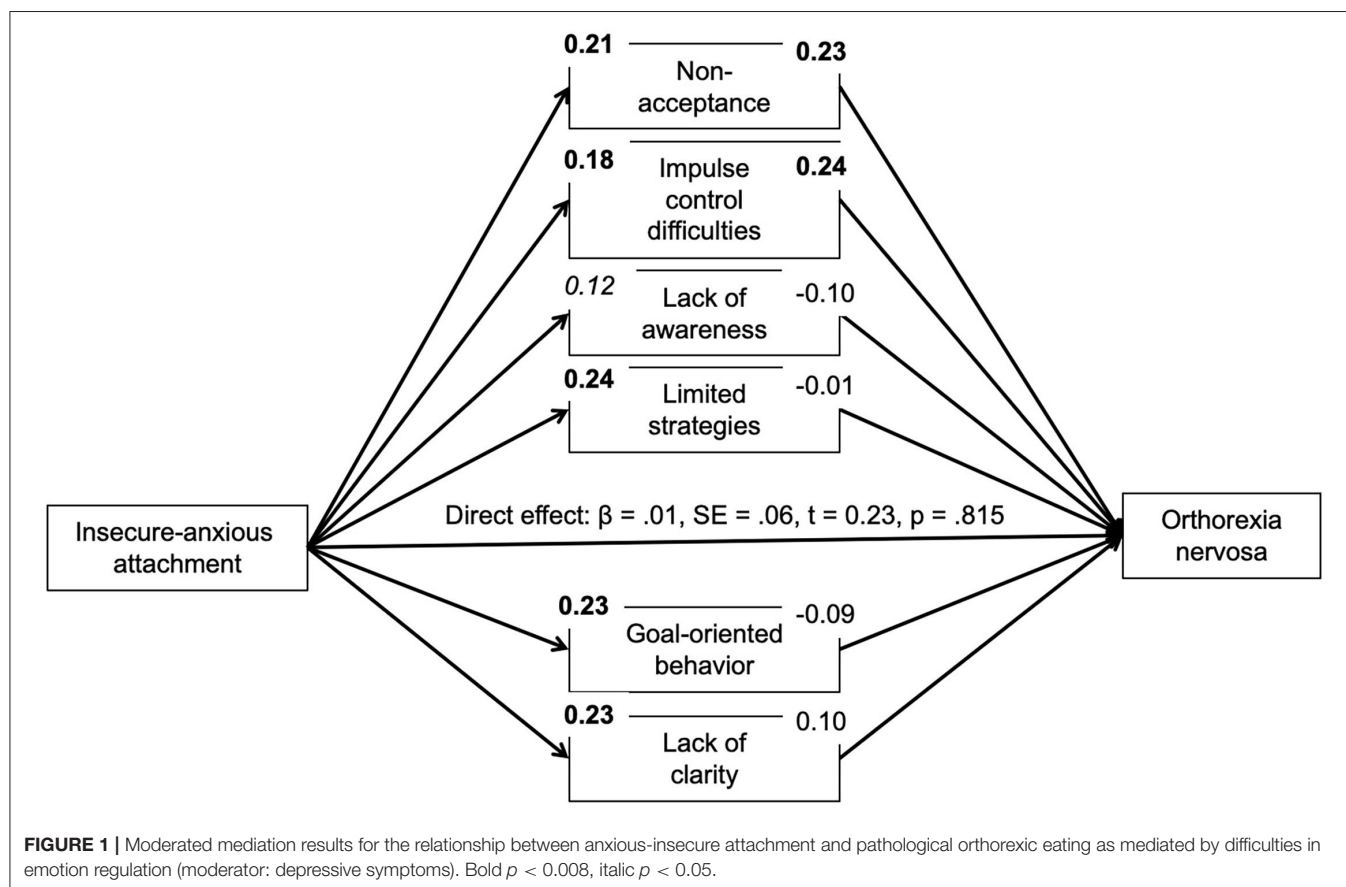 0.21
0.23
Non-
acceptance
0.18
0.24
Impulse
control
difficulties
0.12
-0.10
Lack of
awareness
0.24
-0.01
Limited
strategies
Direct effect: β = .01, SE = .06, t = 0.23, p = .815
Insecure-anxious
attachment
Orthorexia
nervosa
0.23
-0.09
Goal-oriented
behavior
0.23
0.10
Lack of
clarity
FIGURE 1 | Moderated mediation results for the relationship between anxious-insecure attachment and pathological orthorexic eating as mediated by difficulties in
emotion regulation (moderator: depressive symptoms). Bold p < 0.008, italic p < 0.05.